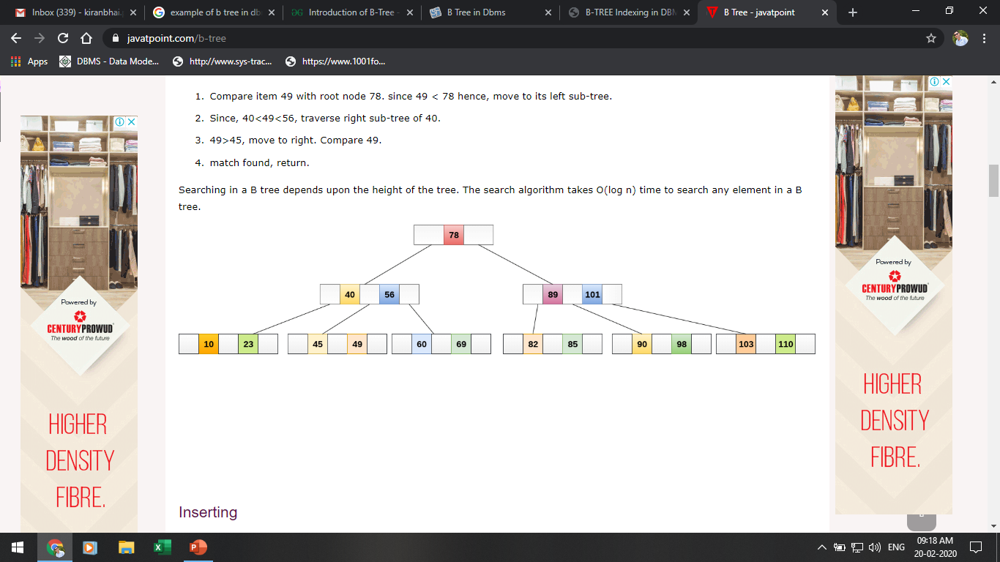 Inbox (339) - kiranbhai.
example of b tree in db
Introduction of B-Tree -
B Tree in Dbms
B-TREE Indexing in DBM
B Tree - javatpoint
javatpoint.com/b-tree
Apps
DBMS - Data Mode...
http://www.sys-trac...
https://www.1001fo...
1. Compare item 49 with root node 78. since 49 < 78 hence, move to its left sub-tree.
2. Since, 40<49<56, traverse right sub-tree of 40.
3. 49>45, move to right. Compare 49.
4. match found, return.
Searching in a B tree depends upon the height of the tree. The search algorithm takes O(log n) time to search any element in a B
tree.
78
40 56 89 101
10 23 45 49 60 69 82 85 90 98 103 110
Inserting
Powered by
CENTURYPROWUD
The wood of the future
HIGHER
DENSITY
FIBRE.
Powered by
CENTURYPROWUD
The wood of the future
HIGHER
DENSITY
FIBRE.
ENG
09:18 AM
20-02-2020